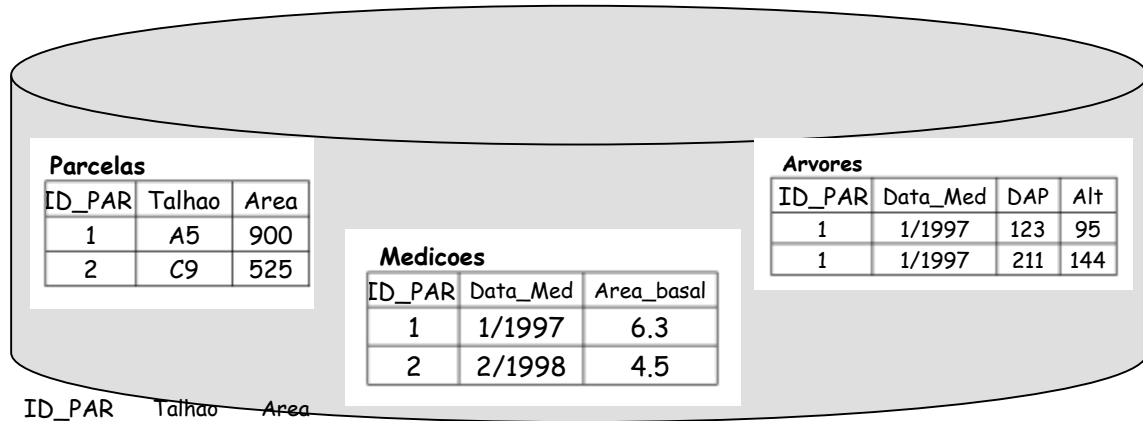 Parcelas
ID_PAR Talhao Area
1 A5 900
2 C9 525
Medicoes
ID_PAR Data_Med Area_basal
1 1/1997 6.3
2 2/1998 4.5
Arvores
ID_PAR Data_Med DAP Alt
1 1/1997 123 95
1 1/1997 211 144
ID_PAR Talhao Area